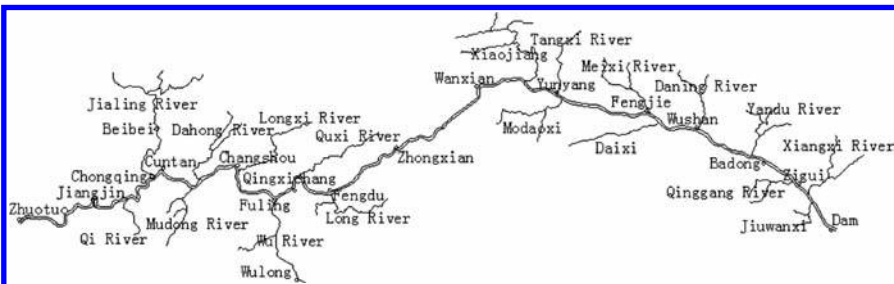 Tangxi River
Xiaojiang
Meixi River
Wanxian
Yunyang
Daning River
Jialing River
Fengjie
Longxi River
Wushan
Yandu River
Beibei
Dahong River
Quxi River
Modaoxi
Xiangxi River
Cuntan
Changshou
Zhongxian
Daixi
Badong
Chongqing
Qingxichang
Zigui
Jiangjin
Fengdu
Qinggang River
Zhuotuo
Fuling
Mudong River
Long River
Jiuwanxi
Dam
Qi River
Wu River
Wulong